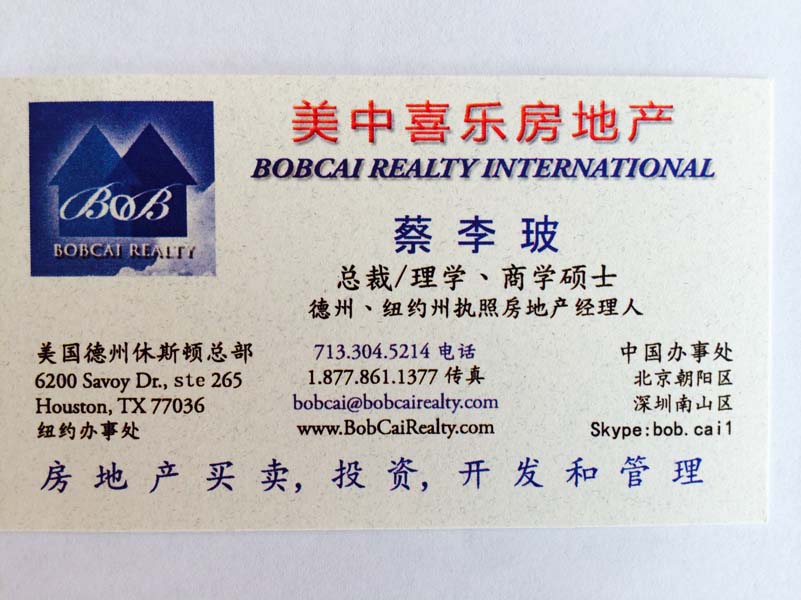 美中喜乐房地产
BOBCAI REALTY INTERNATIONAL
BOB
BOBCAI REALTY
蔡李玻
总裁/理学、商学硕士
德州、纽约州执照房地产经理人
美国德州休斯顿总部
6200 Savoy Dr., ste 265
Houston, TX 77036
纽约办事处
713.304.5214 电话
1.877.861.1377 传真
bobcai@bobcairealty.com
www.BobCaiRealty.com
中国办事处
北京朝阳区
深圳南山区
Skype:bob.cai1
房地产买卖, 投资, 开发和管理